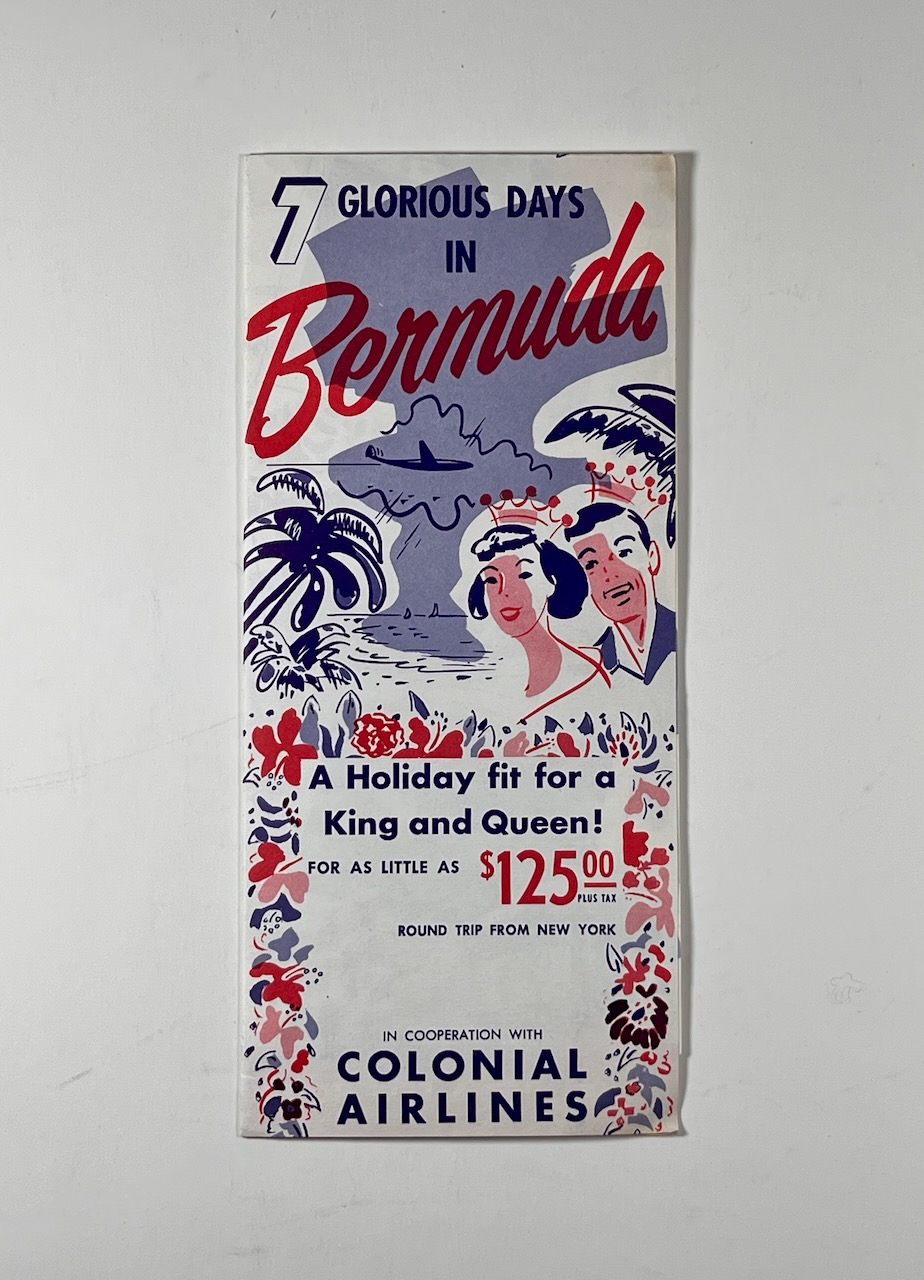 7 GLORIOUS DAYS
IN
Bermuda
A Holiday fit for a
King and Queen!
FOR AS LITTLE AS $125.00
PLUS TAX
ROUND TRIP FROM NEW YORK
IN COOPERATION WITH
COLONIAL
AIRLINES